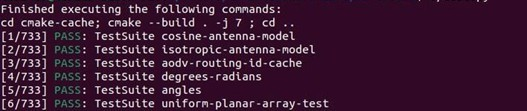 Finished executing the following commands:
cd cmake-cache; cmake --build . -j 7 ; cd ..
[1/733] PASS: TestSuite cosine-antenna-model
[2/733] PASS: TestSuite isotropic-antenna-model
[3/733] PASS: TestSuite aodv-routing-id-cache
[4/733] PASS: TestSuite degrees-radians
[5/733] PASS: TestSuite angles
[6/733] PASS: TestSuite uniform-planar-array-test